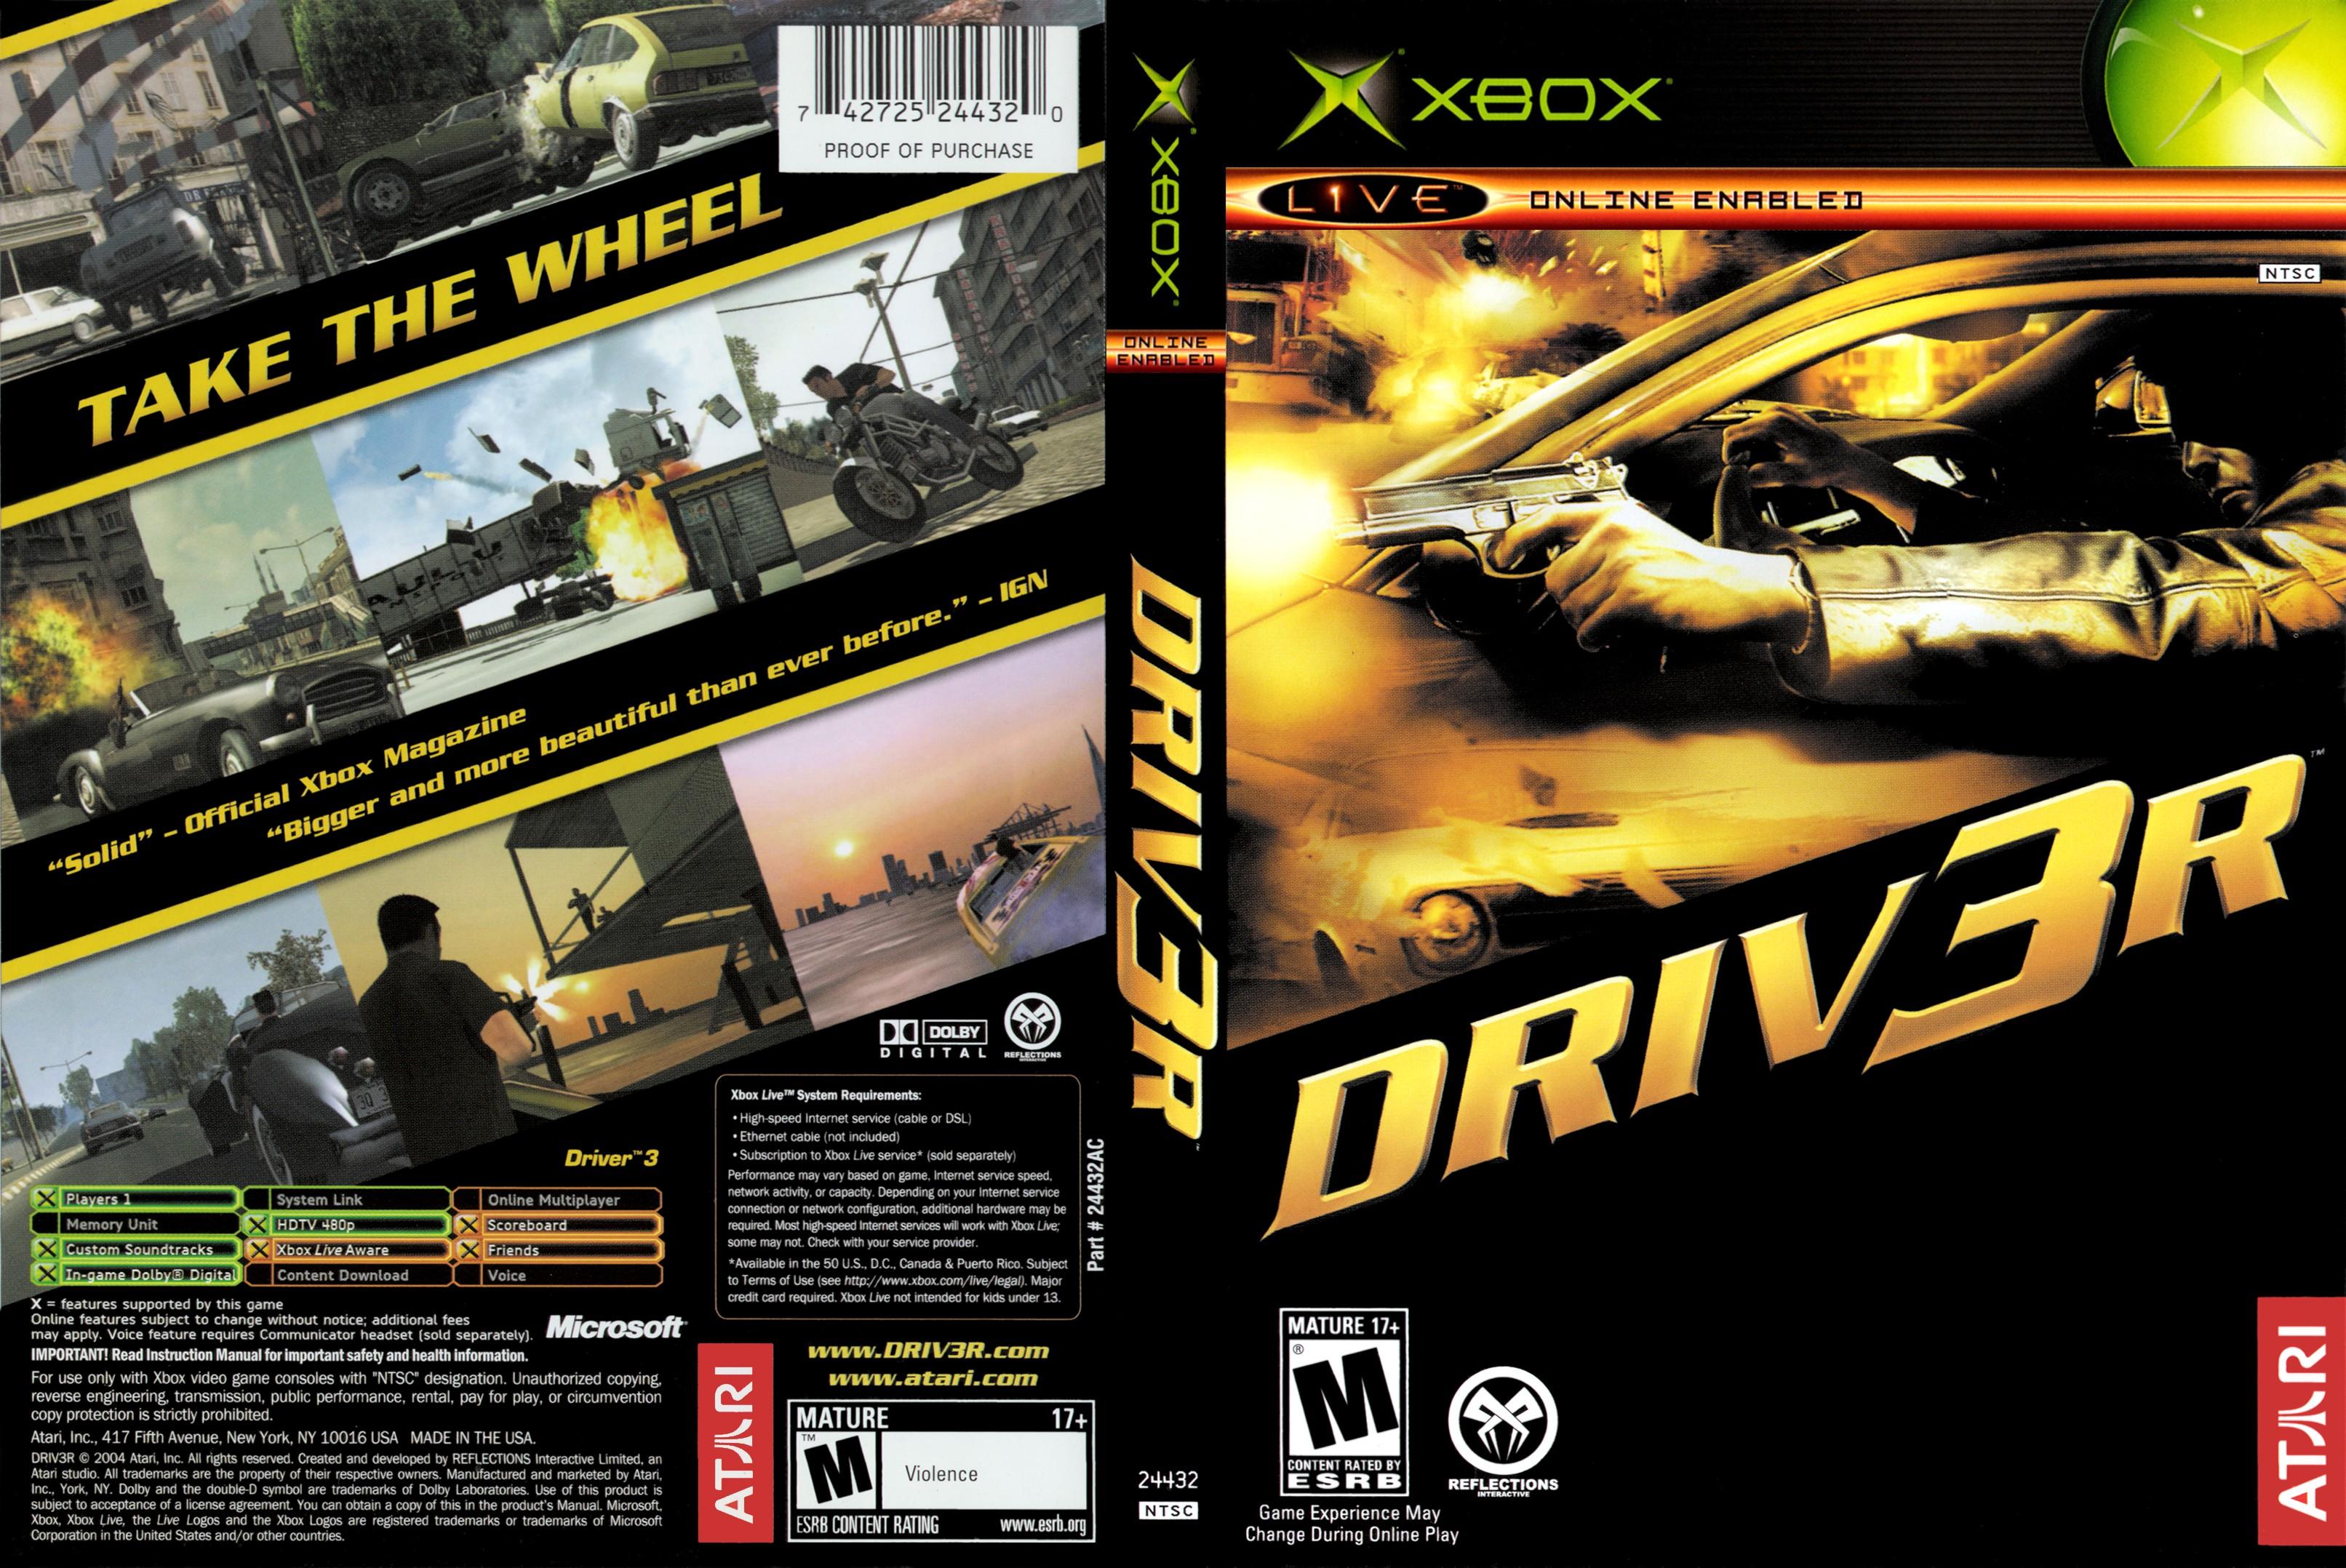 7 42725 24432 0
PROOF OF PURCHASE
TAKE THE WHEEL
“Solid” – Official Xbox Magazine
“Bigger and more beautiful than ever before.” – IGN
DOLBY
DIGITAL
REFLECTIONS
INTERACTIVE
Driver™3
X Players 1
System Link
Online Multiplayer
Memory Unit
X HDTV 480p
X Scoreboard
X Custom Soundtracks
X Xbox Live Aware
X Friends
X In-game Dolby® Digital
Content Download
Voice
X = features supported by this game
Online features subject to change without notice; additional fees
may apply. Voice feature requires Communicator headset (sold separately).
Microsoft®
IMPORTANT! Read Instruction Manual for important safety and health information.
For use only with Xbox video game consoles with "NTSC" designation. Unauthorized copying,
reverse engineering, transmission, public performance, rental, pay for play, or circumvention
copy protection is strictly prohibited.
Atari, Inc., 417 Fifth Avenue, New York, NY 10016 USA MADE IN THE USA.
DRIV3R © 2004 Atari, Inc. All rights reserved. Created and developed by REFLECTIONS Interactive Limited, an
Atari studio. All trademarks are the property of their respective owners. Manufactured and marketed by Atari,
Inc., York, NY. Dolby and the double-D symbol are trademarks of Dolby Laboratories. Use of this product is
subject to acceptance of a license agreement. You can obtain a copy of this in the product's Manual. Microsoft,
Xbox, Xbox Live, the Live Logos and the Xbox Logos are registered trademarks or trademarks of Microsoft
Corporation in the United States and/or other countries.
Xbox Live™ System Requirements:
• High-speed Internet service (cable or DSL)
• Ethernet cable (not included)
• Subscription to Xbox Live service* (sold separately)
Performance may vary based on game, Internet service speed,
network activity, or capacity. Depending on your Internet service
connection or network configuration, additional hardware may be
required. Most high-speed Internet services will work with Xbox Live;
some may not. Check with your service provider.
*Available in the 50 U.S., D.C., Canada & Puerto Rico. Subject
to Terms of Use (see http://www.xbox.com/live/legal). Major
credit card required. Xbox Live not intended for kids under 13.
Part # 24432AC
ATARI
www.DRIV3R.com
www.atari.com
MATURE 17+
M™
Violence
ESRB CONTENT RATING www.esrb.org
XBOX®
ONLINE
ENABLED
DRIV3R
24432
NTSC
XBOX®
L1VE™ ONLINE ENABLED
NTSC
DRIV3R™
MATURE 17+
M®
CONTENT RATED BY
ESRB
REFLECTIONS
INTERACTIVE
Game Experience May
Change During Online Play
ATARI